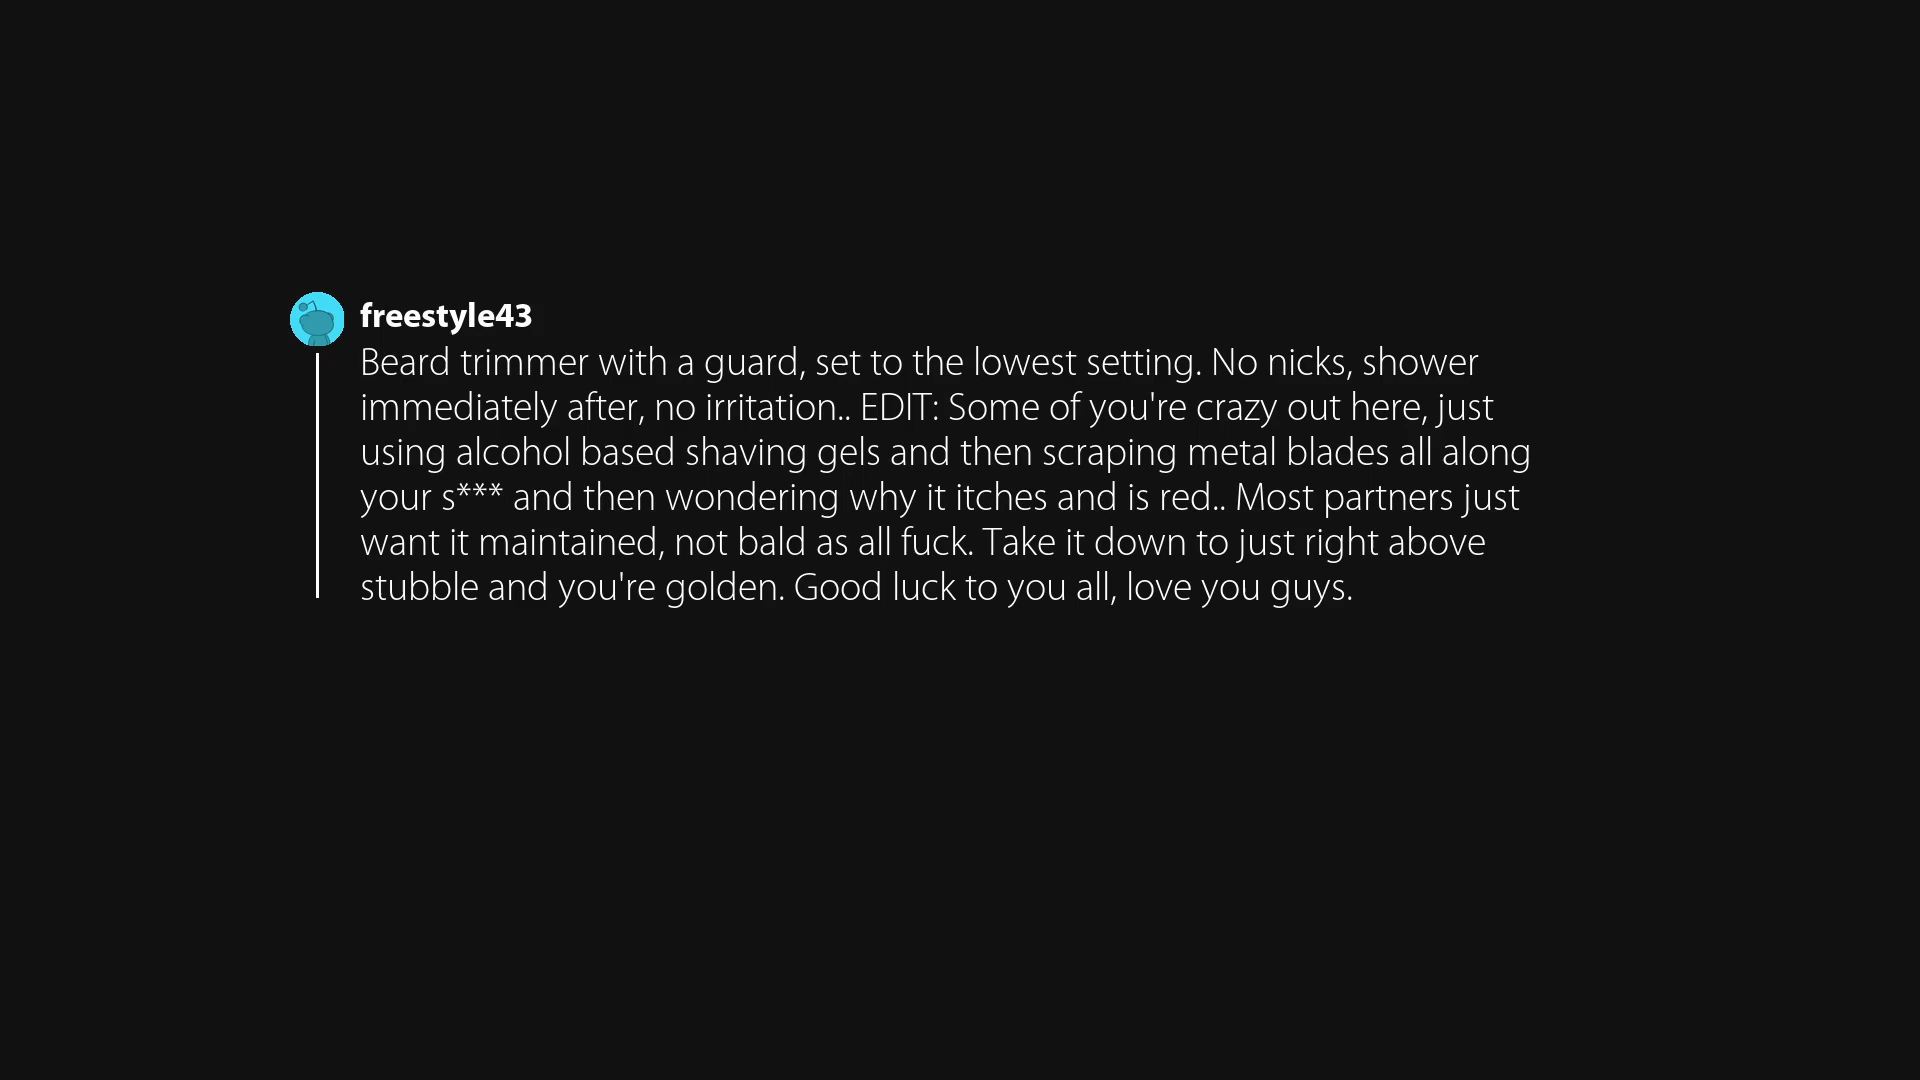 freestyle43
Beard trimmer with a guard, set to the lowest setting. No nicks, shower
immediately after, no irritation.. EDIT: Some of you're crazy out here, just
using alcohol based shaving gels and then scraping metal blades all along
your s*** and then wondering why it itches and is red.. Most partners just
want it maintained, not bald as all fuck. Take it down to just right above
stubble and you're golden. Good luck to you all, love you guys.